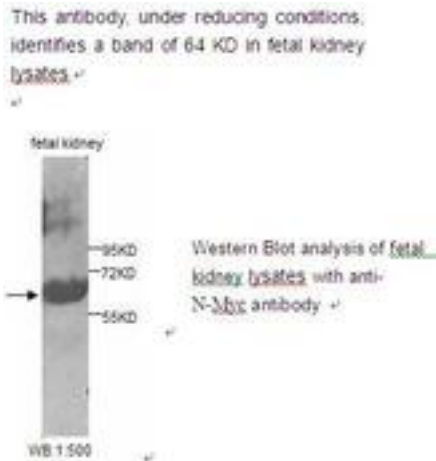 This antibody, under reducing conditions,
identifies a band of 64 KD in fetal kidney
lysates
fetal kidney
95KD
72KD
55KD
Western Blot analysis of fetal
kidney lysates with anti-
N-Myc antibody
WB:1:500